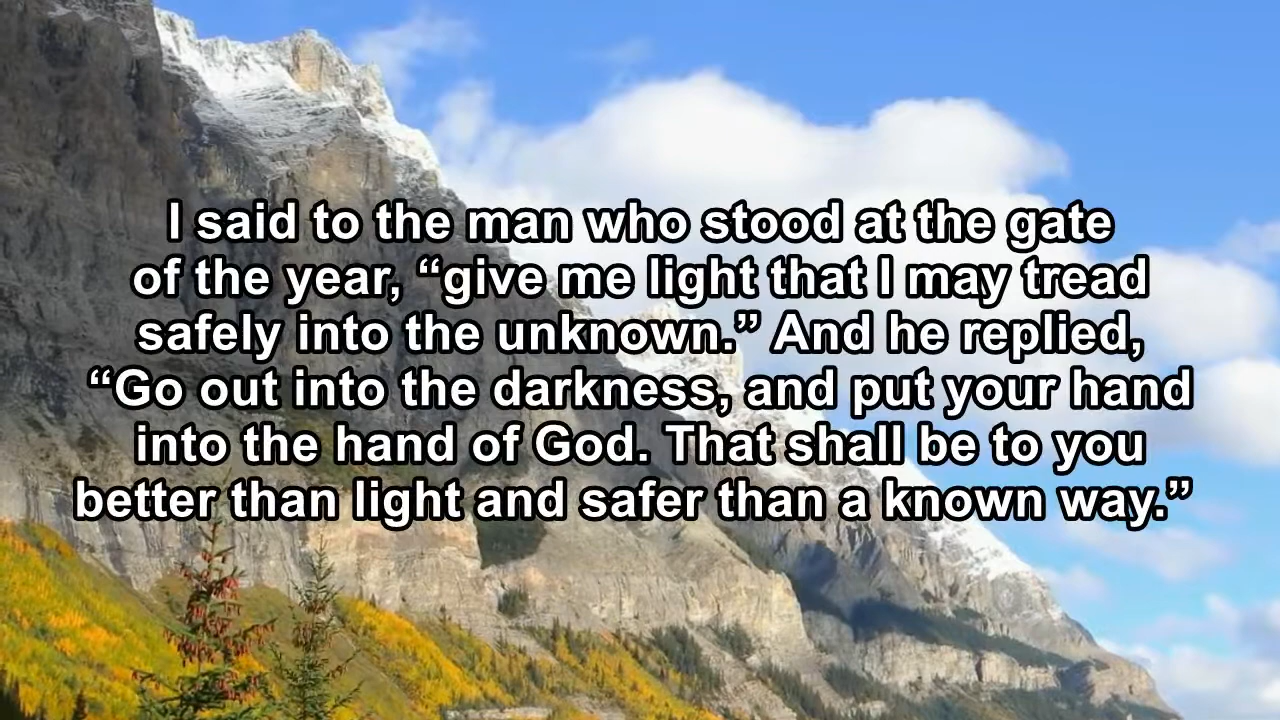 I said to the man who stood at the gate
of the year, “give me light that I may tread
safely into the unknown.” And he replied,
“Go out into the darkness, and put your hand
into the hand of God. That shall be to you
better than light and safer than a known way.”